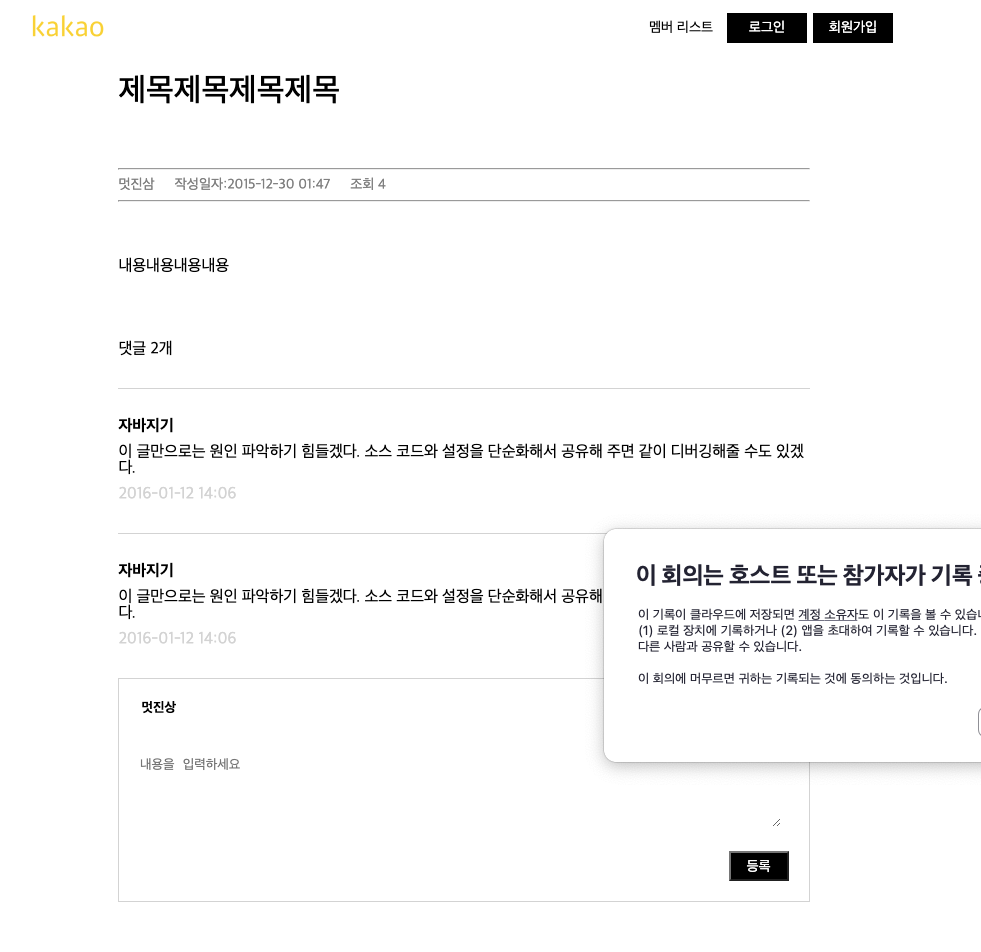 kakao
멤버 리스트 로그인 회원가입
제목제목제목제목
멋진삼 작성일자:2015-12-30 01:47 조회 4
내용내용내용내용
댓글 2개
자바지기
이 글만으로는 원인 파악하기 힘들겠다. 소스 코드와 설정을 단순화해서 공유해 주면 같이 디버깅해줄 수도 있겠
다.
2016-01-12 14:06
자바지기
이 글만으로는 원인 파악하기 힘들겠다. 소스 코드와 설정을 단순화해서 공유해
다.
2016-01-12 14:06
이 회의는 호스트 또는 참가자가 기록
이 기록이 클라우드에 저장되면 계정 소유자도 이 기록을 볼 수 있습니
(1) 로컬 장치에 기록하거나 (2) 앱을 초대하여 기록할 수 있습니다.
다른 사람과 공유할 수 있습니다.
이 회의에 머무르면 귀하는 기록되는 것에 동의하는 것입니다.
멋진삼
내용을 입력하세요
등록